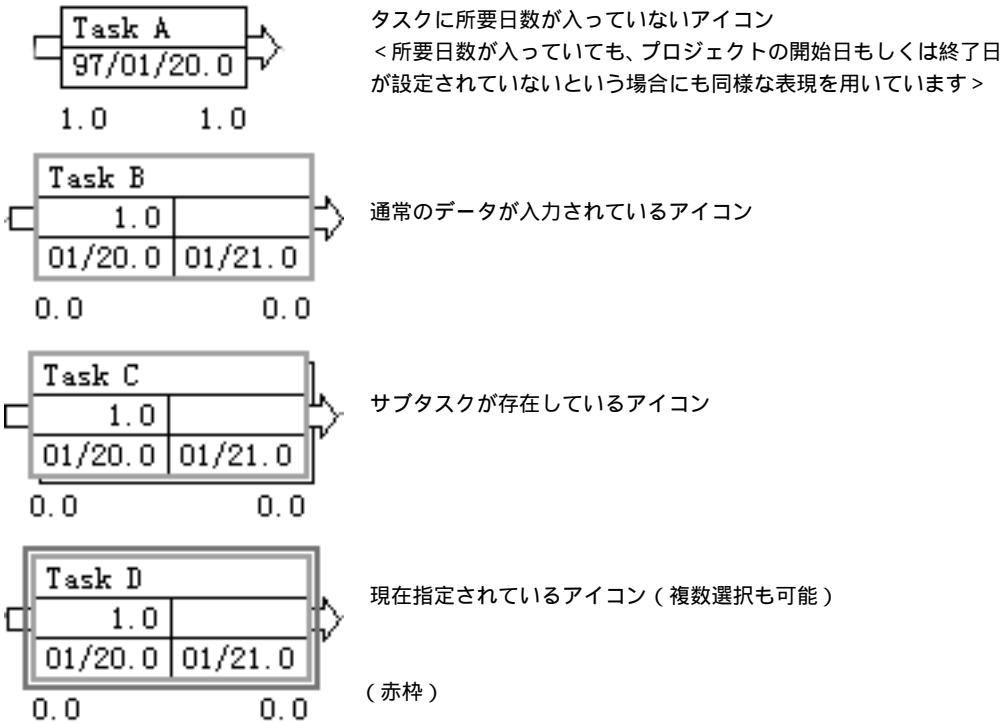 Task A
97/01/20.0
1.0 1.0
タスクに所要日数が入っていないアイコン
<所要日数が入っていても、プロジェクトの開始日もしくは終了日
が設定されていないという場合にも同様な表現を用いています>
Task B
1.0
01/20.0 01/21.0
0.0 0.0
通常のデータが入力されているアイコン
Task C
1.0
01/20.0 01/21.0
0.0 0.0
サブタスクが存在しているアイコン
Task D
1.0
01/20.0 01/21.0
0.0 0.0
現在指定されているアイコン(複数選択も可能)
(赤枠)